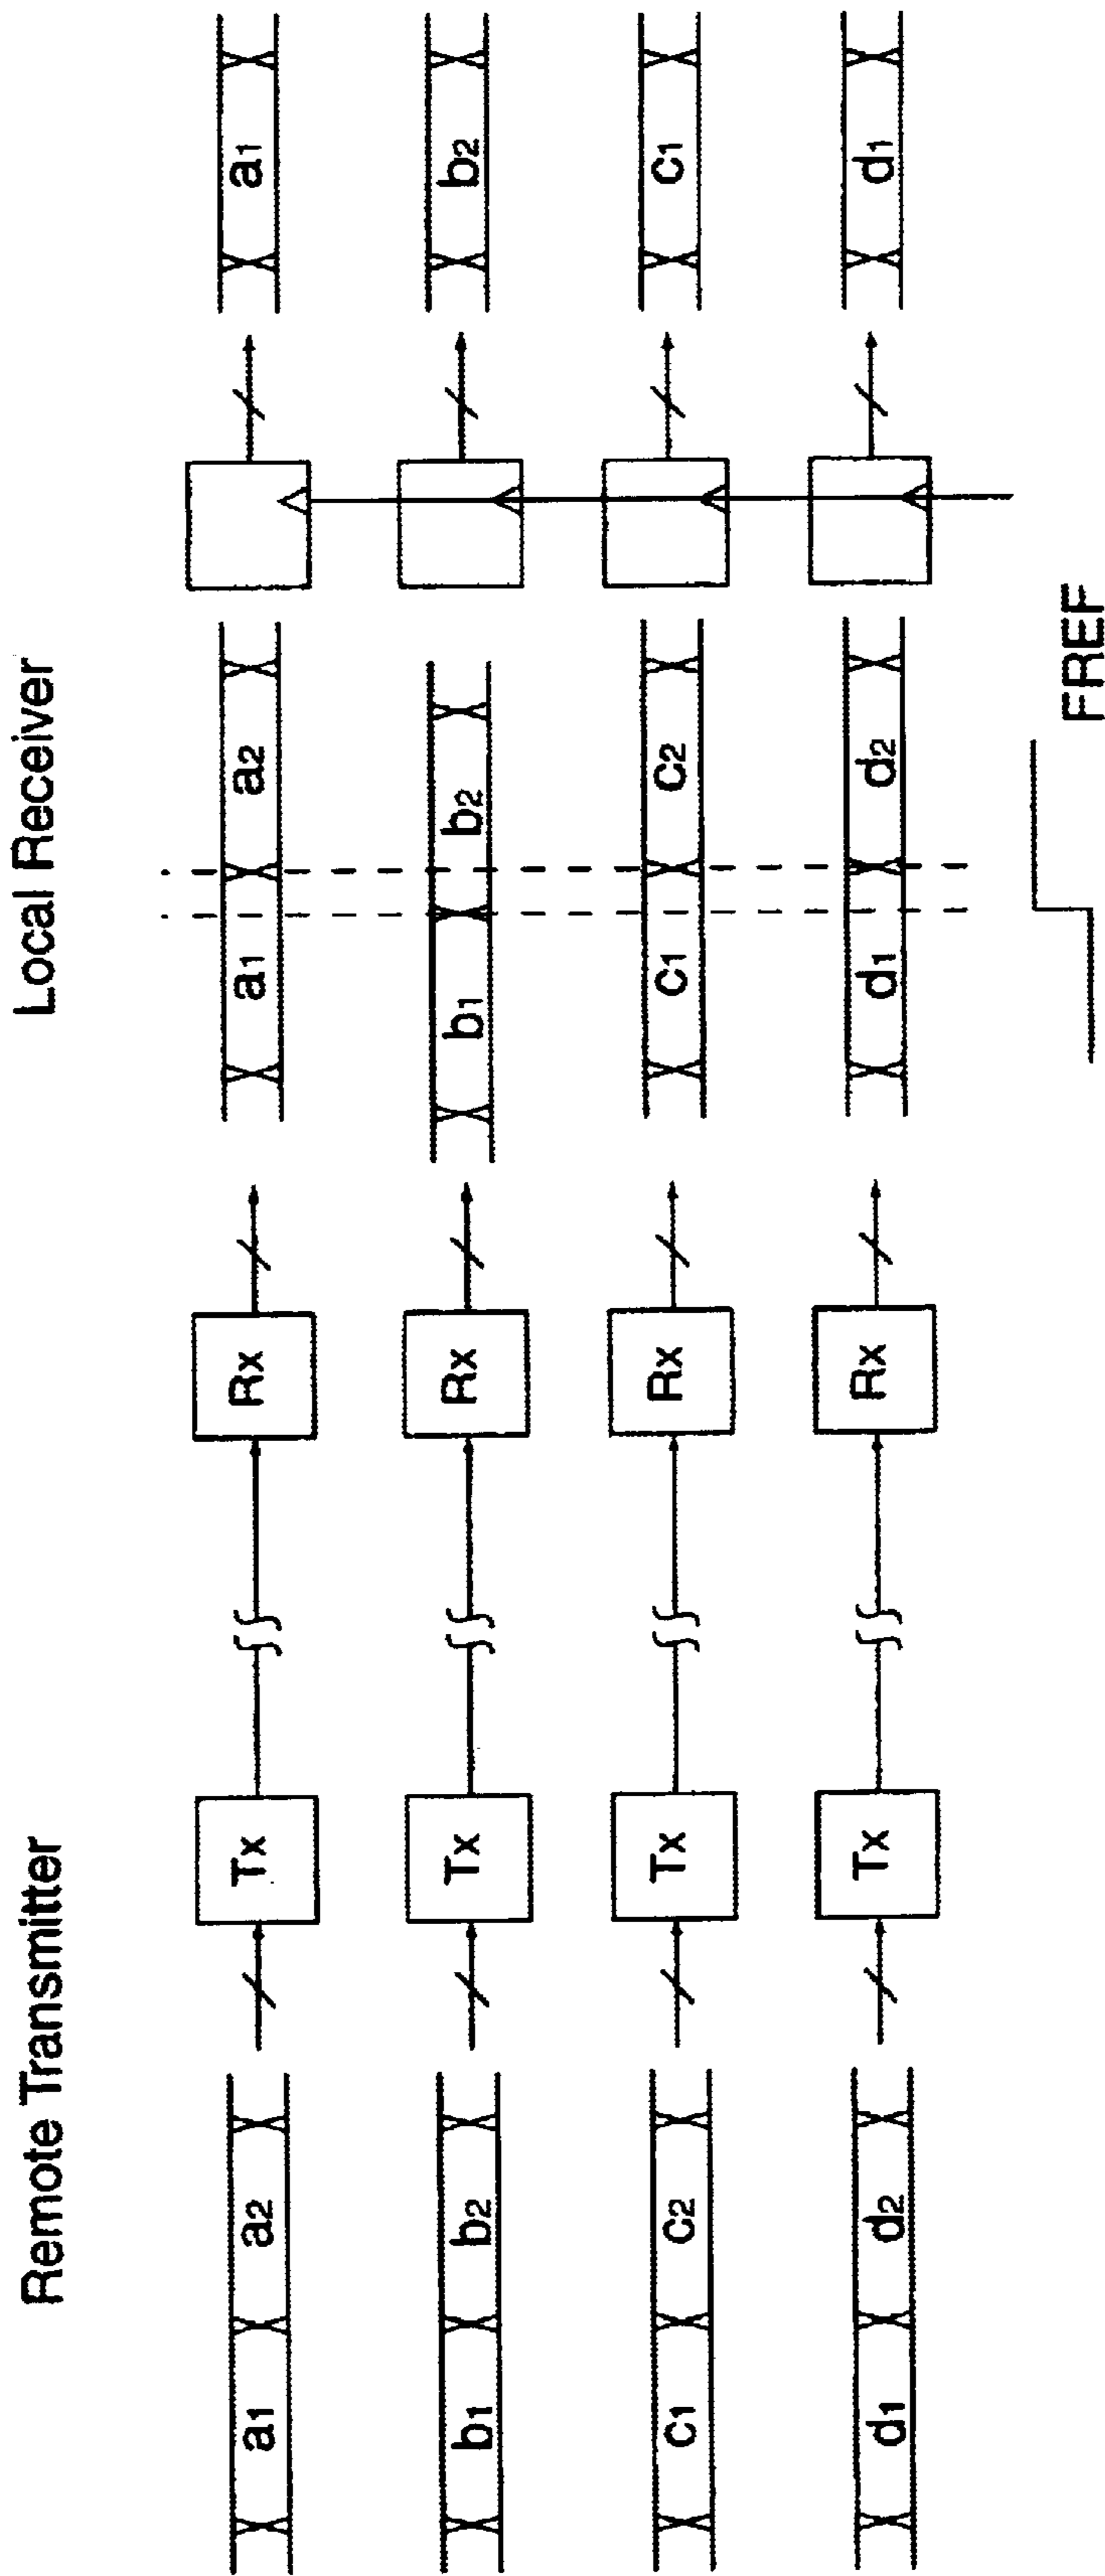 Remote Transmitter
Local Receiver
a1 a2 Tx Rx a1 a2 a1
b1 b2 Tx Rx b1 b2 b2
c1 c2 Tx Rx c1 c2 c1
d1 d2 Tx Rx d1 d2 d1
FREF